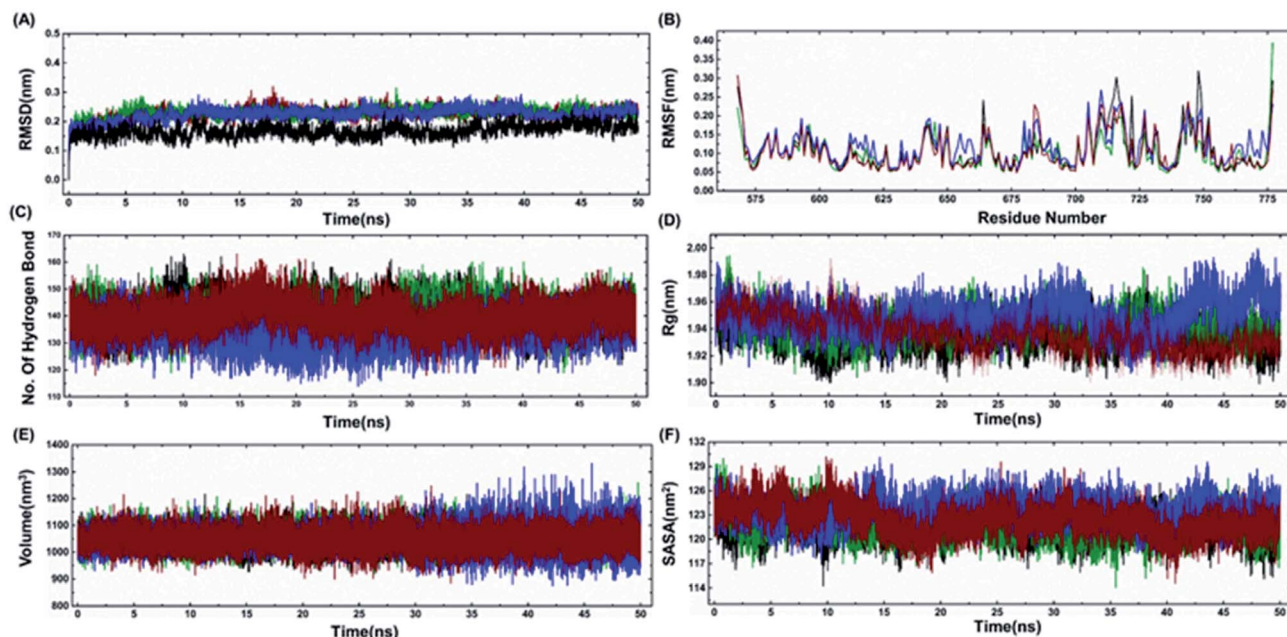 (A)
0.5
0.4
0.3
0.2
0.1
0.0
RMSD(nm)
0 5 10 15 20 25 30 35 40 45 50
Time(ns)
(B)
0.40
0.35
0.30
0.25
0.20
0.15
0.10
0.05
0.00
RMSF(nm)
575 600 625 650 675 700 725 750 775
Residue Number
(C)
170
160
150
140
130
120
110
No. Of Hydrogen Bond
0 5 10 15 20 25 30 35 40 45 50
Time(ns)
(D)
2.00
1.98
1.96
1.94
1.92
1.90
Rg(nm)
0 5 10 15 20 25 30 35 40 45 50
Time(ns)
(E)
1400
1300
1200
1100
1000
900
800
Volume(nm³)
0 5 10 15 20 25 30 35 40 45 50
Time(ns)
(F)
132
129
126
123
120
117
114
SASA(nm²)
0 5 10 15 20 25 30 35 40 45 50
Time(ns)